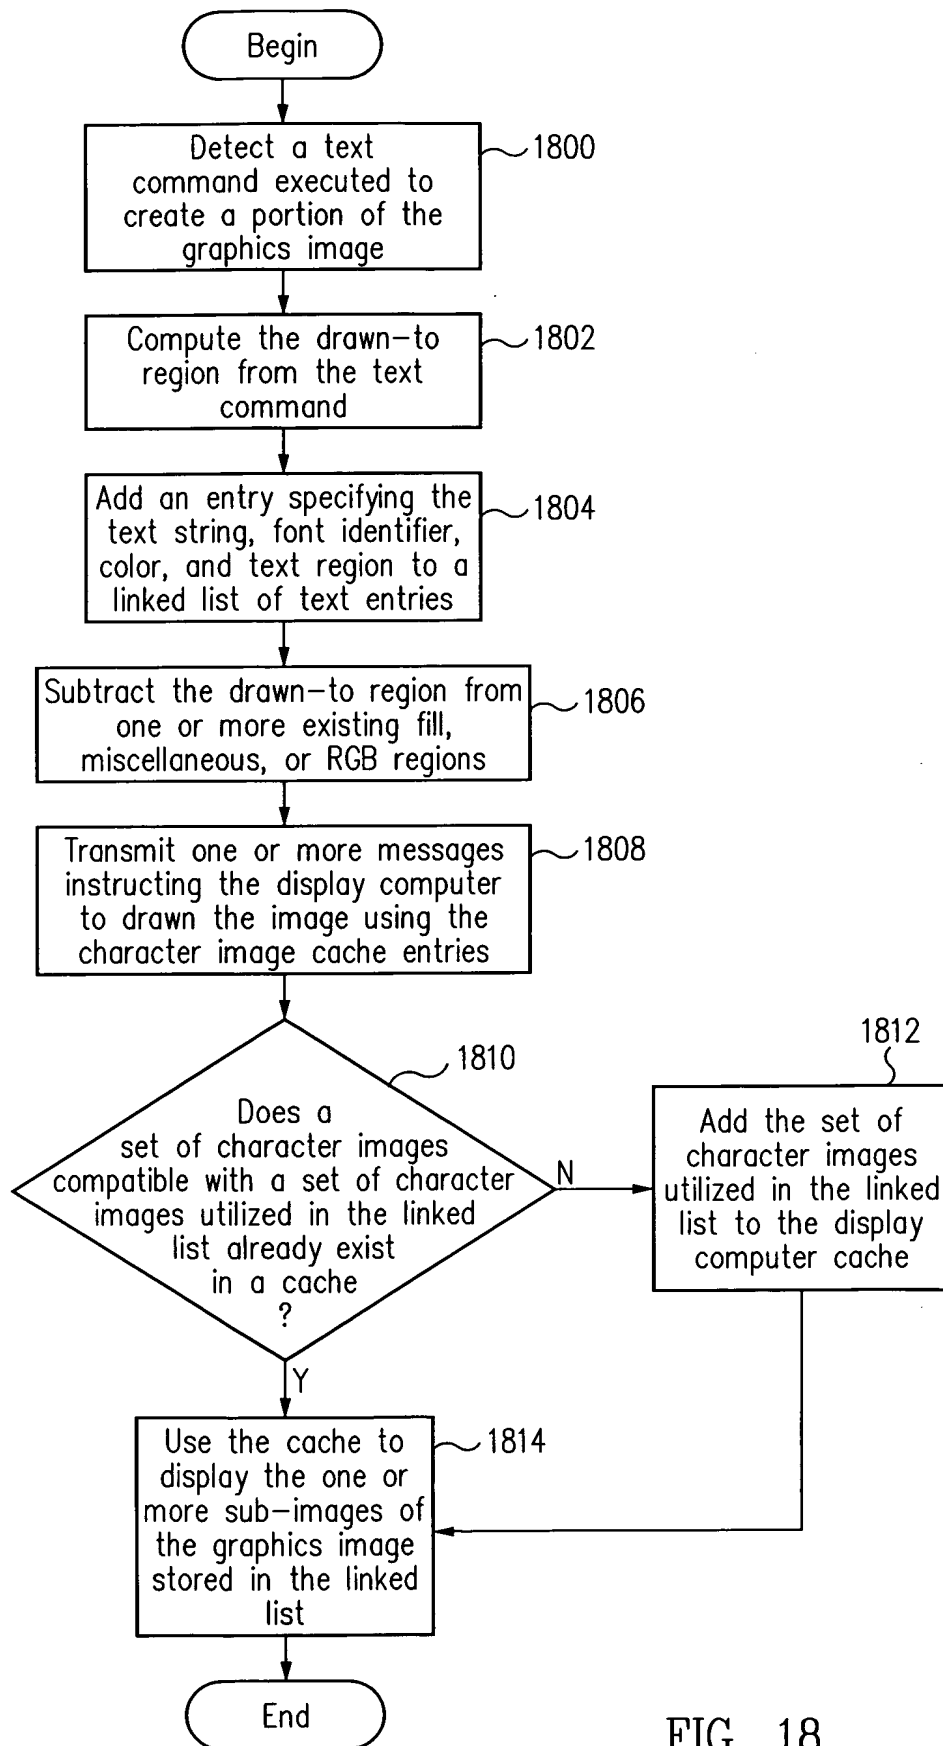 Begin
Detect a text
command executed to
create a portion of the
graphics image
1800
Compute the drawn-to
region from the text
command
1802
Add an entry specifying the
text string, font identifier,
color, and text region to a
linked list of text entries
1804
Subtract the drawn-to region from
one or more existing fill,
miscellaneous, or RGB regions
1806
Transmit one or more messages
instructing the display computer
to drawn the image using the
character image cache entries
1808
Does a
set of character images
compatible with a set of character
images utilized in the linked
list already exist
in a cache
?
1810
N
1812
Add the set of
character images
utilized in the linked
list to the display
computer cache
Y
Use the cache to
display the one or
more sub-images of
the graphics image
stored in the linked
list
1814
End
FIG. 18